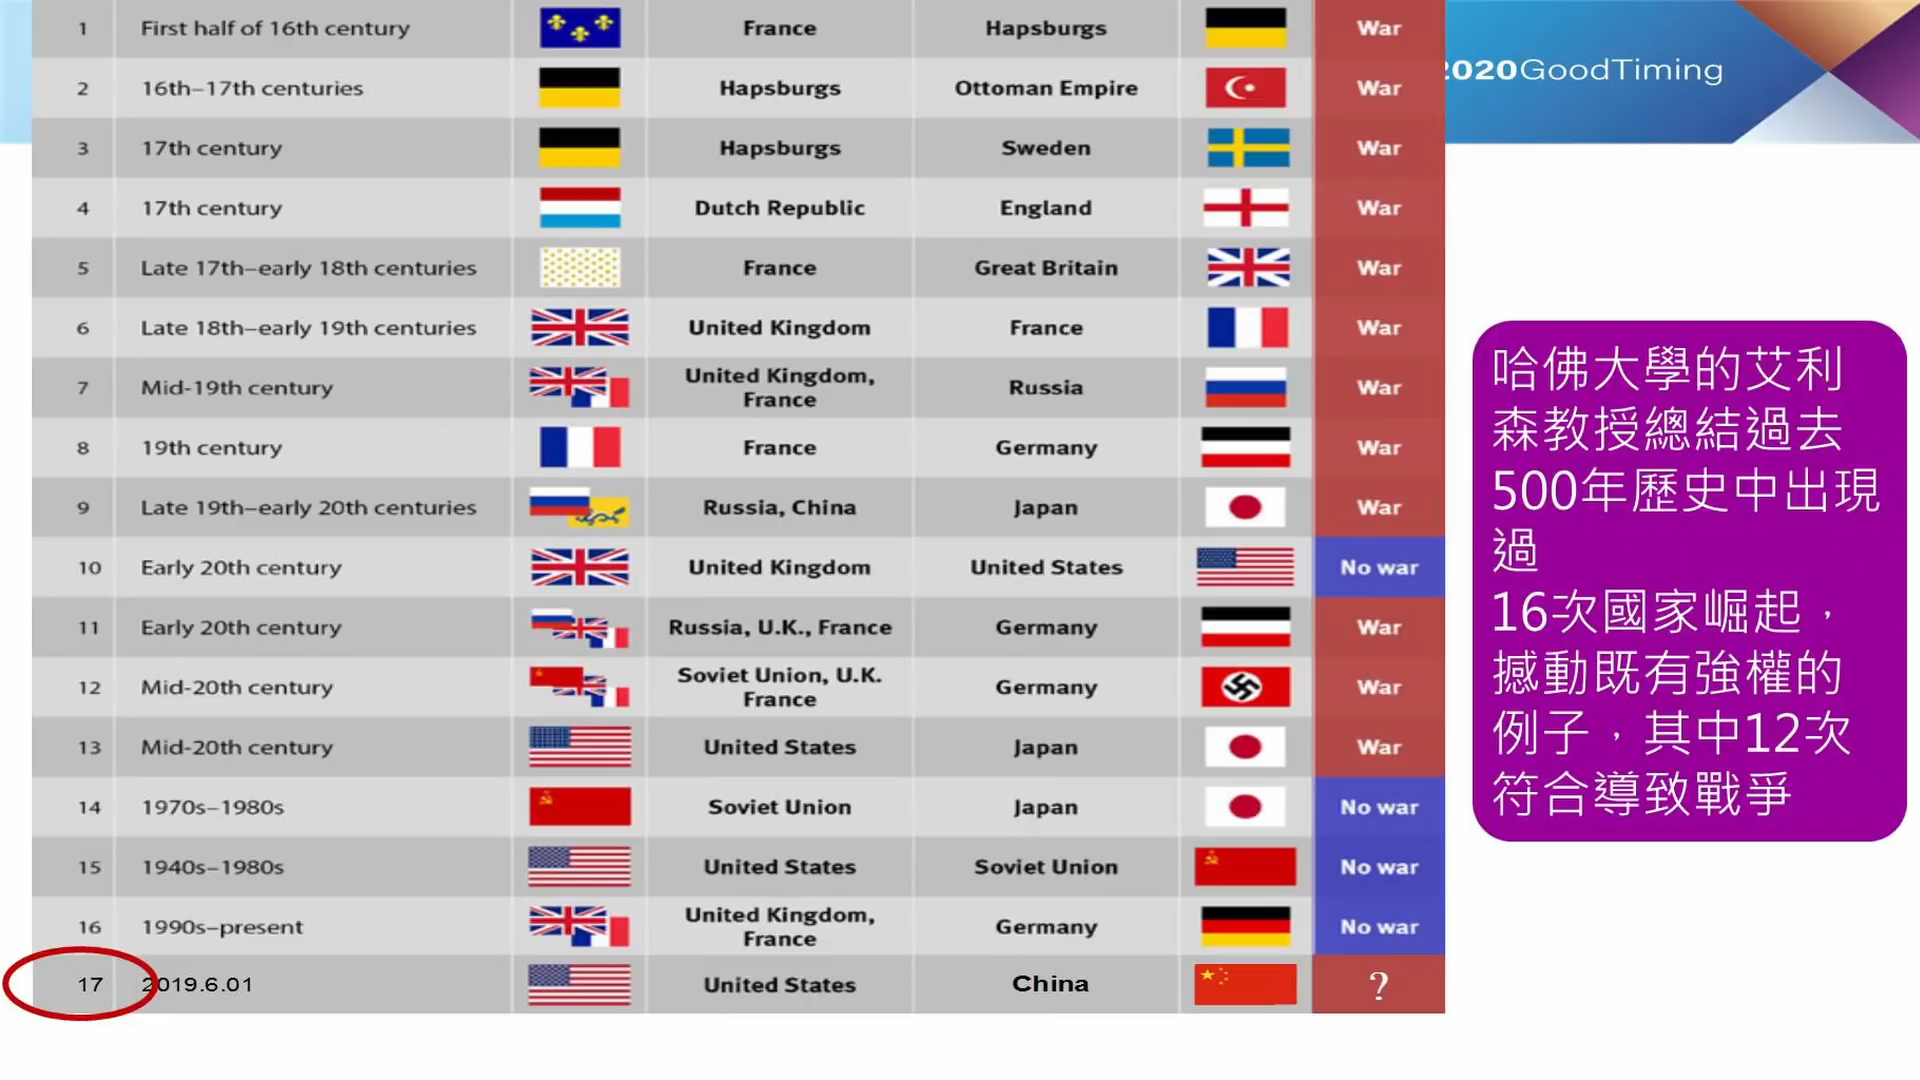 1 First half of 16th century France Hapsburgs War
2 16th–17th centuries Hapsburgs Ottoman Empire War
3 17th century Hapsburgs Sweden War
4 17th century Dutch Republic England War
5 Late 17th–early 18th centuries France Great Britain War
6 Late 18th–early 19th centuries United Kingdom France War
7 Mid-19th century United Kingdom, France Russia War
8 19th century France Germany War
9 Late 19th–early 20th centuries Russia, China Japan War
10 Early 20th century United Kingdom United States No war
11 Early 20th century Russia, U.K., France Germany War
12 Mid-20th century Soviet Union, U.K. France Germany War
13 Mid-20th century United States Japan War
14 1970s–1980s Soviet Union Japan No war
15 1940s–1980s United States Soviet Union No war
16 1990s–present United Kingdom, France Germany No war
17 2019.6.01 United States China ?
2020GoodTiming
哈佛大學的艾利
森教授總結過去
500年歷史中出現
過
16次國家崛起，
撼動既有強權的
例子，其中12次
符合導致戰爭